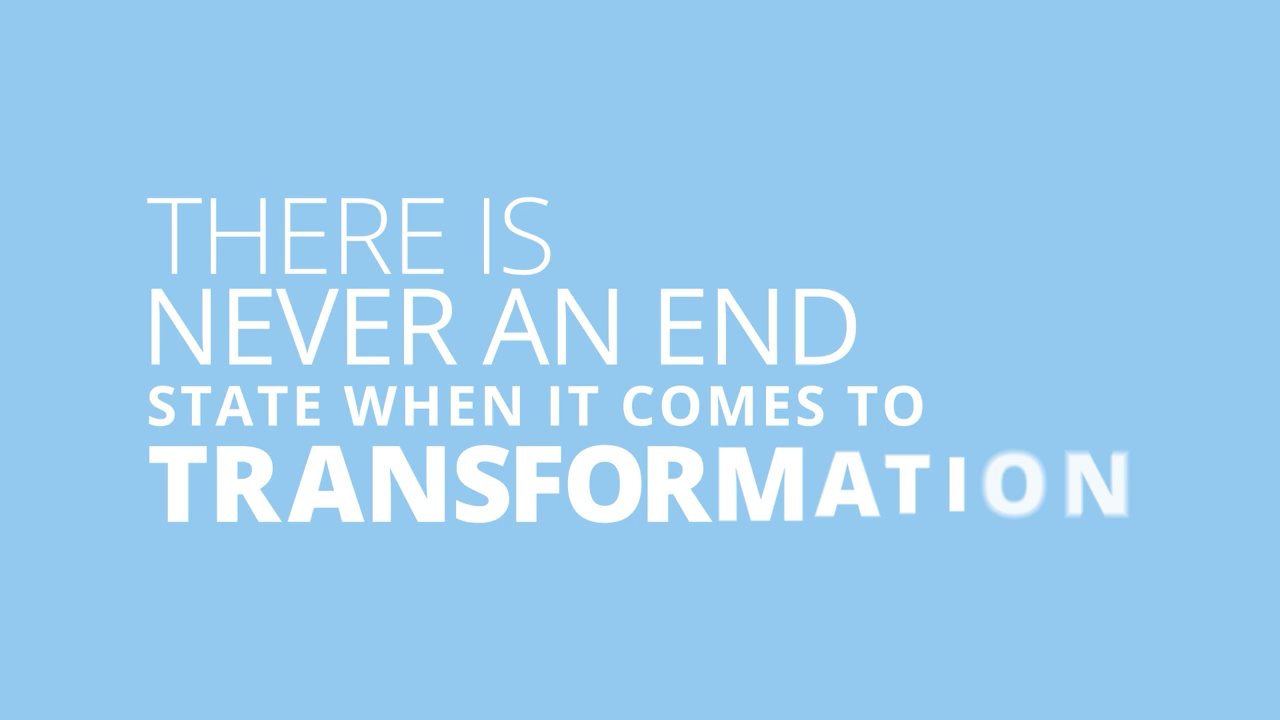 THERE IS
NEVER AN END
STATE WHEN IT COMES TO
TRANSFORMATION